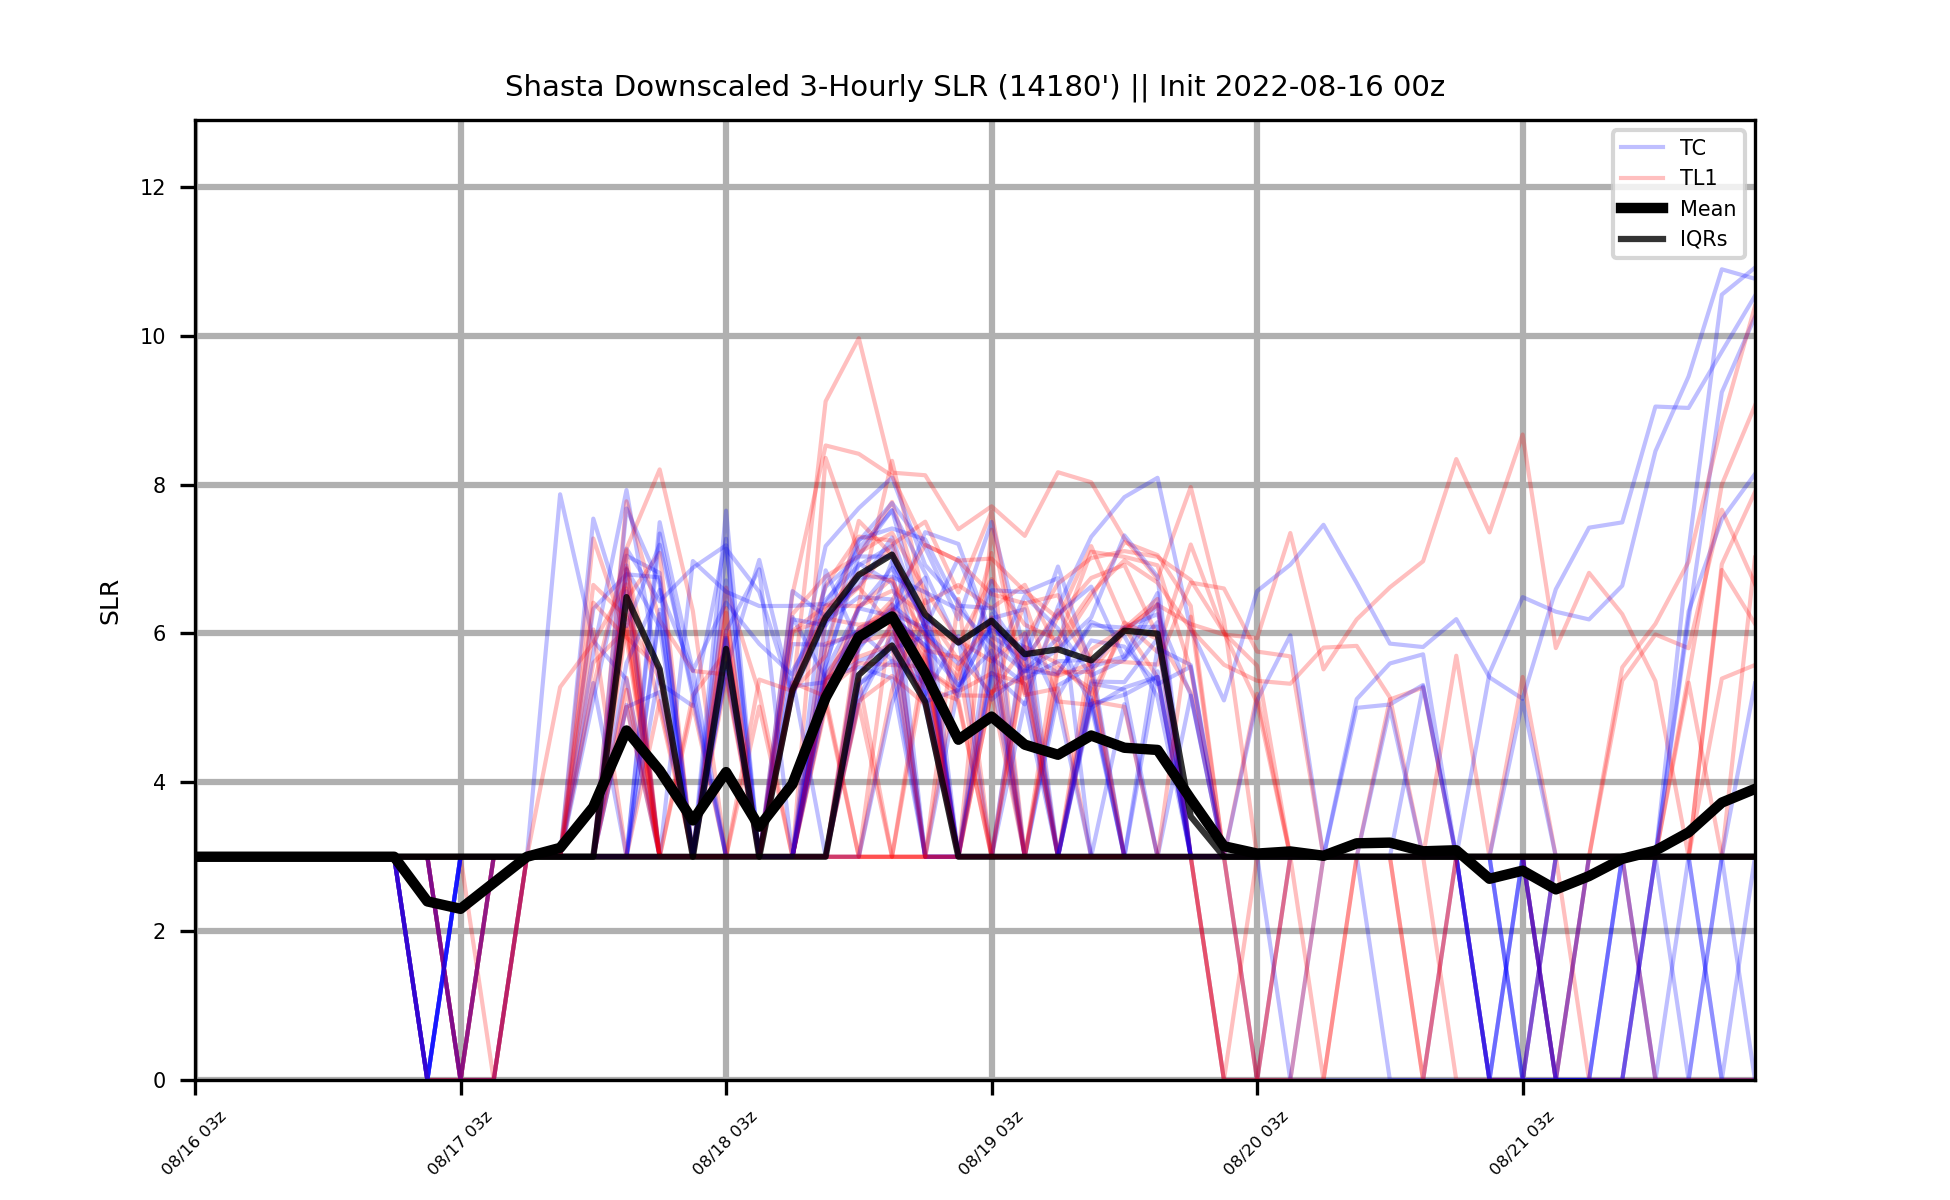 Shasta Downscaled 3-Hourly SLR (14180') || Init 2022-08-16 00z
TC
TL1
Mean
IQRs
SLR
12
10
8
6
4
2
0
08/16 03z
08/17 03z
08/18 03z
08/19 03z
08/20 03z
08/21 03z